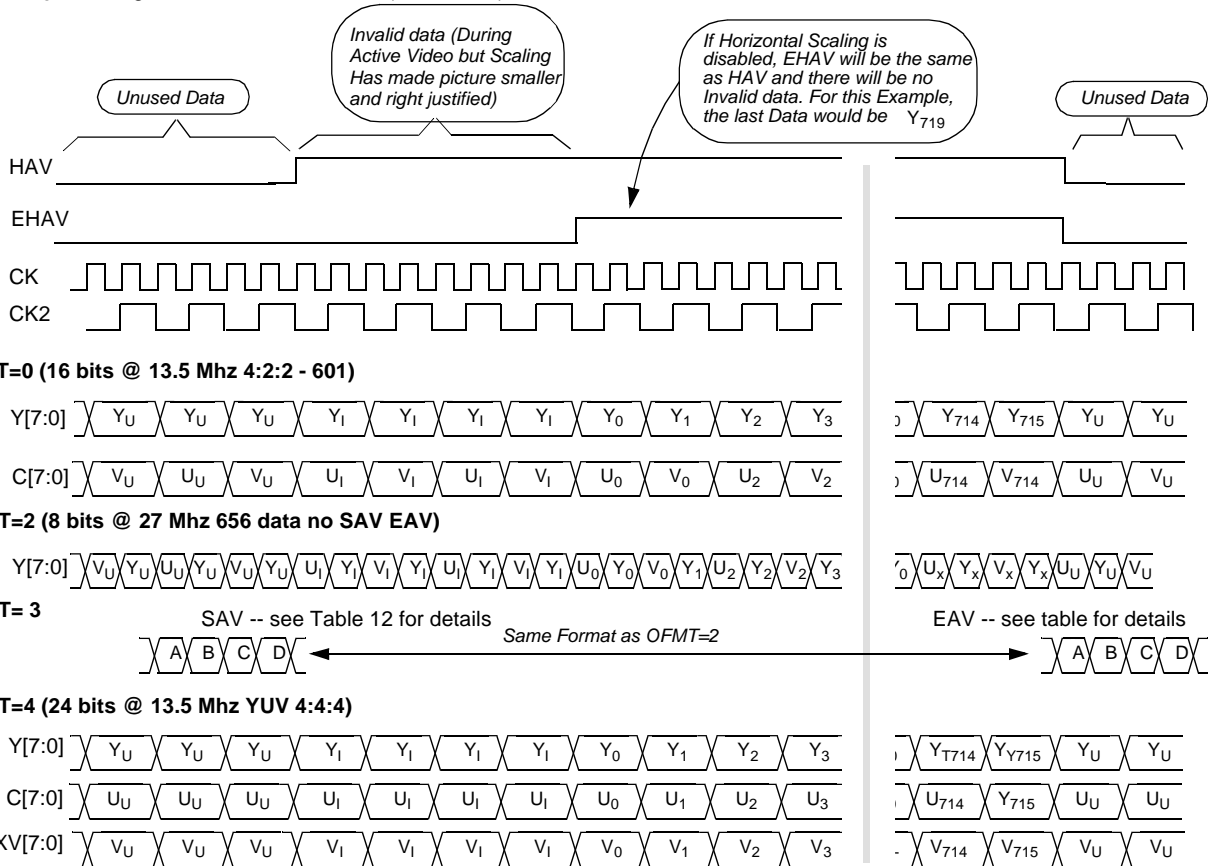 Invalid data (During
Active Video but Scaling
Has made picture smaller
and right justified)
If Horizontal Scaling is
disabled, EHAV will be the same
as HAV and there will be no
Invalid data. For this Example,
the last Data would be Y719
Unused Data
Unused Data
HAV
EHAV
CK
CK2
T=0 (16 bits @ 13.5 Mhz 4:2:2 - 601)
Y[7:0] YU YU YU YI YI YI YI Y0 Y1 Y2 Y3 Y714 Y715 YU YU
C[7:0] VU UU VU UI VI UI VI U0 V0 U2 V2 U714 V714 UU VU
T=2 (8 bits @ 27 Mhz 656 data no SAV EAV)
Y[7:0] VU YU UU YU VU YU UI YI VI YI UI YI VI YI U0 Y0 V0 Y1 U2 Y2 V2 Y3 Y0 Ux Yx Vx Yx UU YU VU
T= 3
SAV -- see Table 12 for details
EAV -- see table for details
Same Format as OFMT=2
A B C D
A B C D
T=4 (24 bits @ 13.5 Mhz YUV 4:4:4)
Y[7:0] YU YU YU YI YI YI YI Y0 Y1 Y2 Y3 YT714 YY715 YU YU
C[7:0] UU UU UU UI UI UI UI U0 U1 U2 U3 U714 Y715 UU UU
XV[7:0] VU VU VU VI VI VI VI V0 V1 V2 V3 V714 V715 VU VU